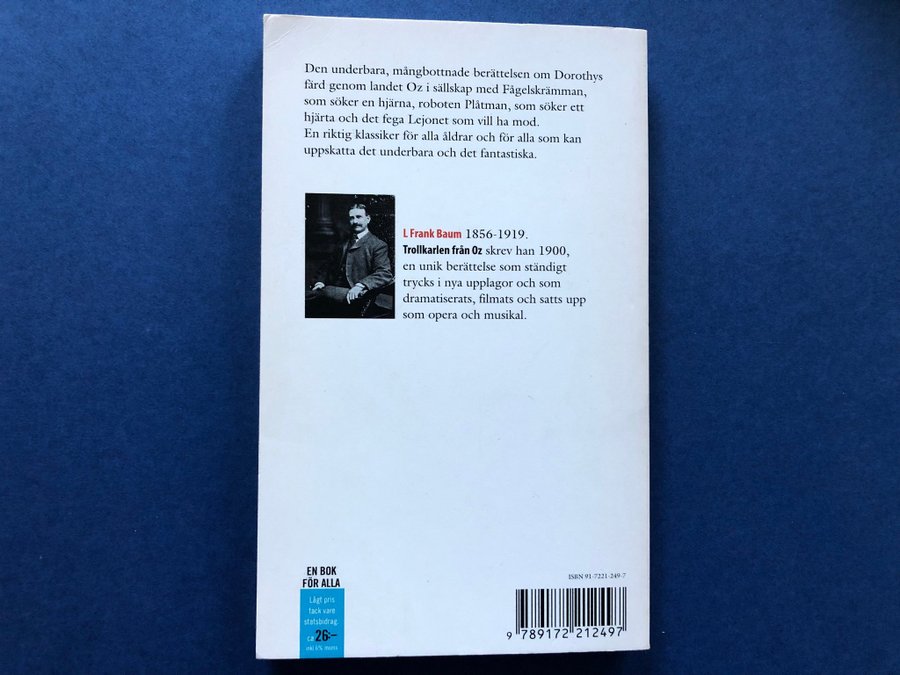 Den underbara, mångbottnade berättelsen om Dorothys
färd genom landet Oz i sällskap med Fågelskrämman,
som söker en hjärna, roboten Plåtman, som söker ett
hjärta och det fega Lejonet som vill ha mod.
En riktig klassiker för alla åldrar och för alla som kan
uppskatta det underbara och det fantastiska.
L Frank Baum 1856-1919.
Trollkarlen från Oz skrev han 1900,
en unik berättelse som ständigt
trycks i nya upplagor och som
dramatiserats, filmats och satts upp
som opera och musikal.
EN BOK
FÖR ALLA
Lågt pris
tack vare
statsbidrag.
ca 26:-
inkl 6% moms
ISBN 91-7221-249-7
9 789172 212497